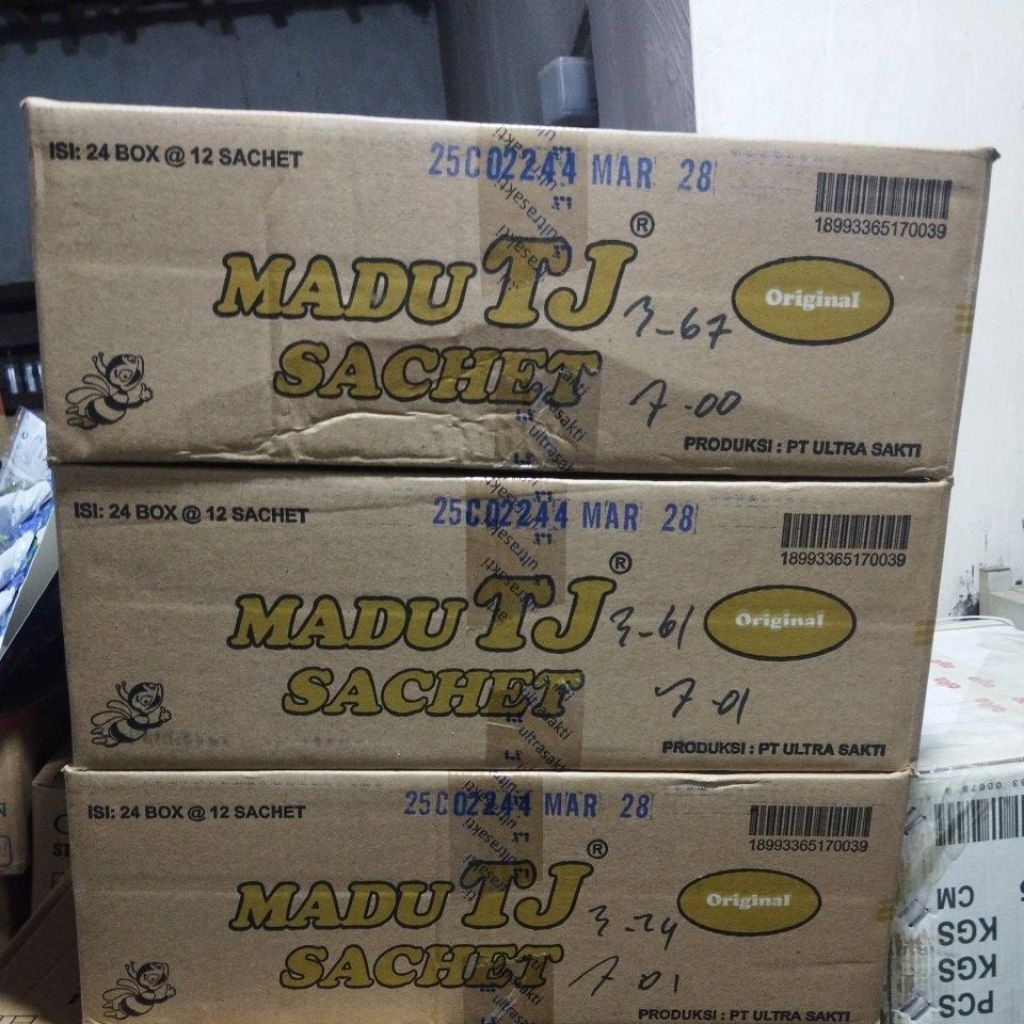 ISI: 24 BOX @ 12 SACHET
25C02244 MAR 28
18993365170039
MADU TJ®
Original
SACHET
3-67
7-00
PRODUKSI : PT ULTRA SAKTI
ultrasakti
ISI: 24 BOX @ 12 SACHET
25C02244 MAR 28
18993365170039
MADU TJ®
Original
SACHET
3-61
7-01
PRODUKSI : PT ULTRA SAKTI
ultrasakti
ISI: 24 BOX @ 12 SACHET
25C02244 MAR 28
18993365170039
MADU TJ®
Original
SACHET
3-24
7 01
PRODUKSI : PT ULTRA SAKTI
ultrasakti
PCS
KGS
KGS
CM